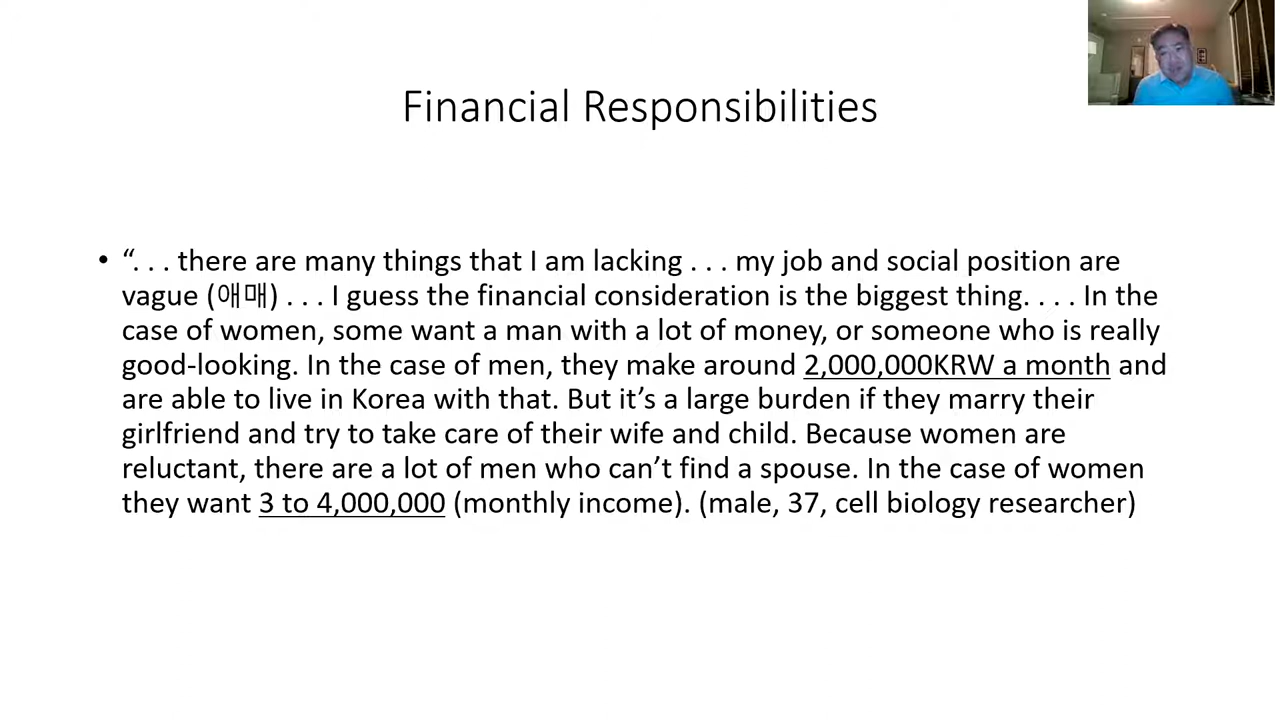 Financial Responsibilities
• “. . . there are many things that I am lacking . . . my job and social position are
vague (애매) . . . I guess the financial consideration is the biggest thing. . . . In the
case of women, some want a man with a lot of money, or someone who is really
good-looking. In the case of men, they make around 2,000,000KRW a month and
are able to live in Korea with that. But it’s a large burden if they marry their
girlfriend and try to take care of their wife and child. Because women are
reluctant, there are a lot of men who can’t find a spouse. In the case of women
they want 3 to 4,000,000 (monthly income). (male, 37, cell biology researcher)